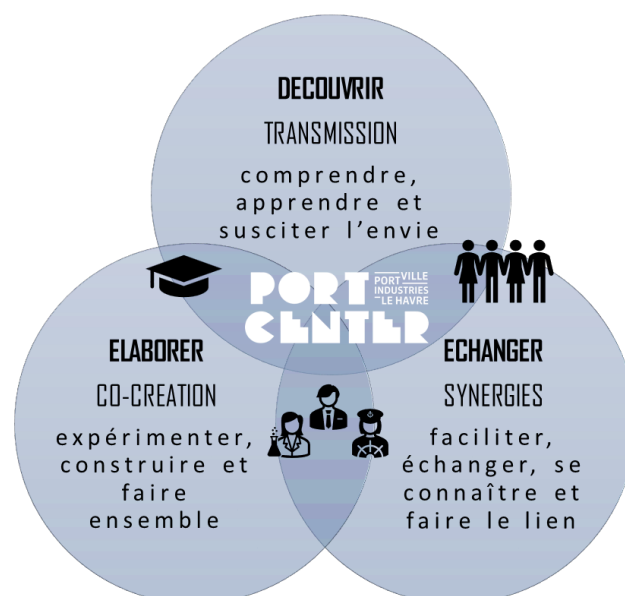 DECOUVRIR
TRANSMISSION
comprendre,
apprendre et
susciter l’envie
PORT
CENTER
PORT VILLE
INDUSTRIES
LE HAVRE
ELABORER
CO-CREATION
expérimenter,
construire et
faire
ensemble
ECHANGER
SYNERGIES
faciliter,
échanger, se
connaître et
faire le lien